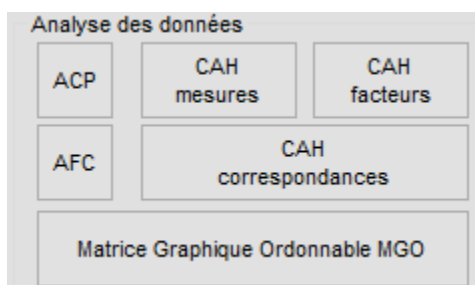 Analyse des données
ACP
CAH
mesures
CAH
facteurs
AFC
CAH
correspondances
Matrice Graphique Ordonnable MGO